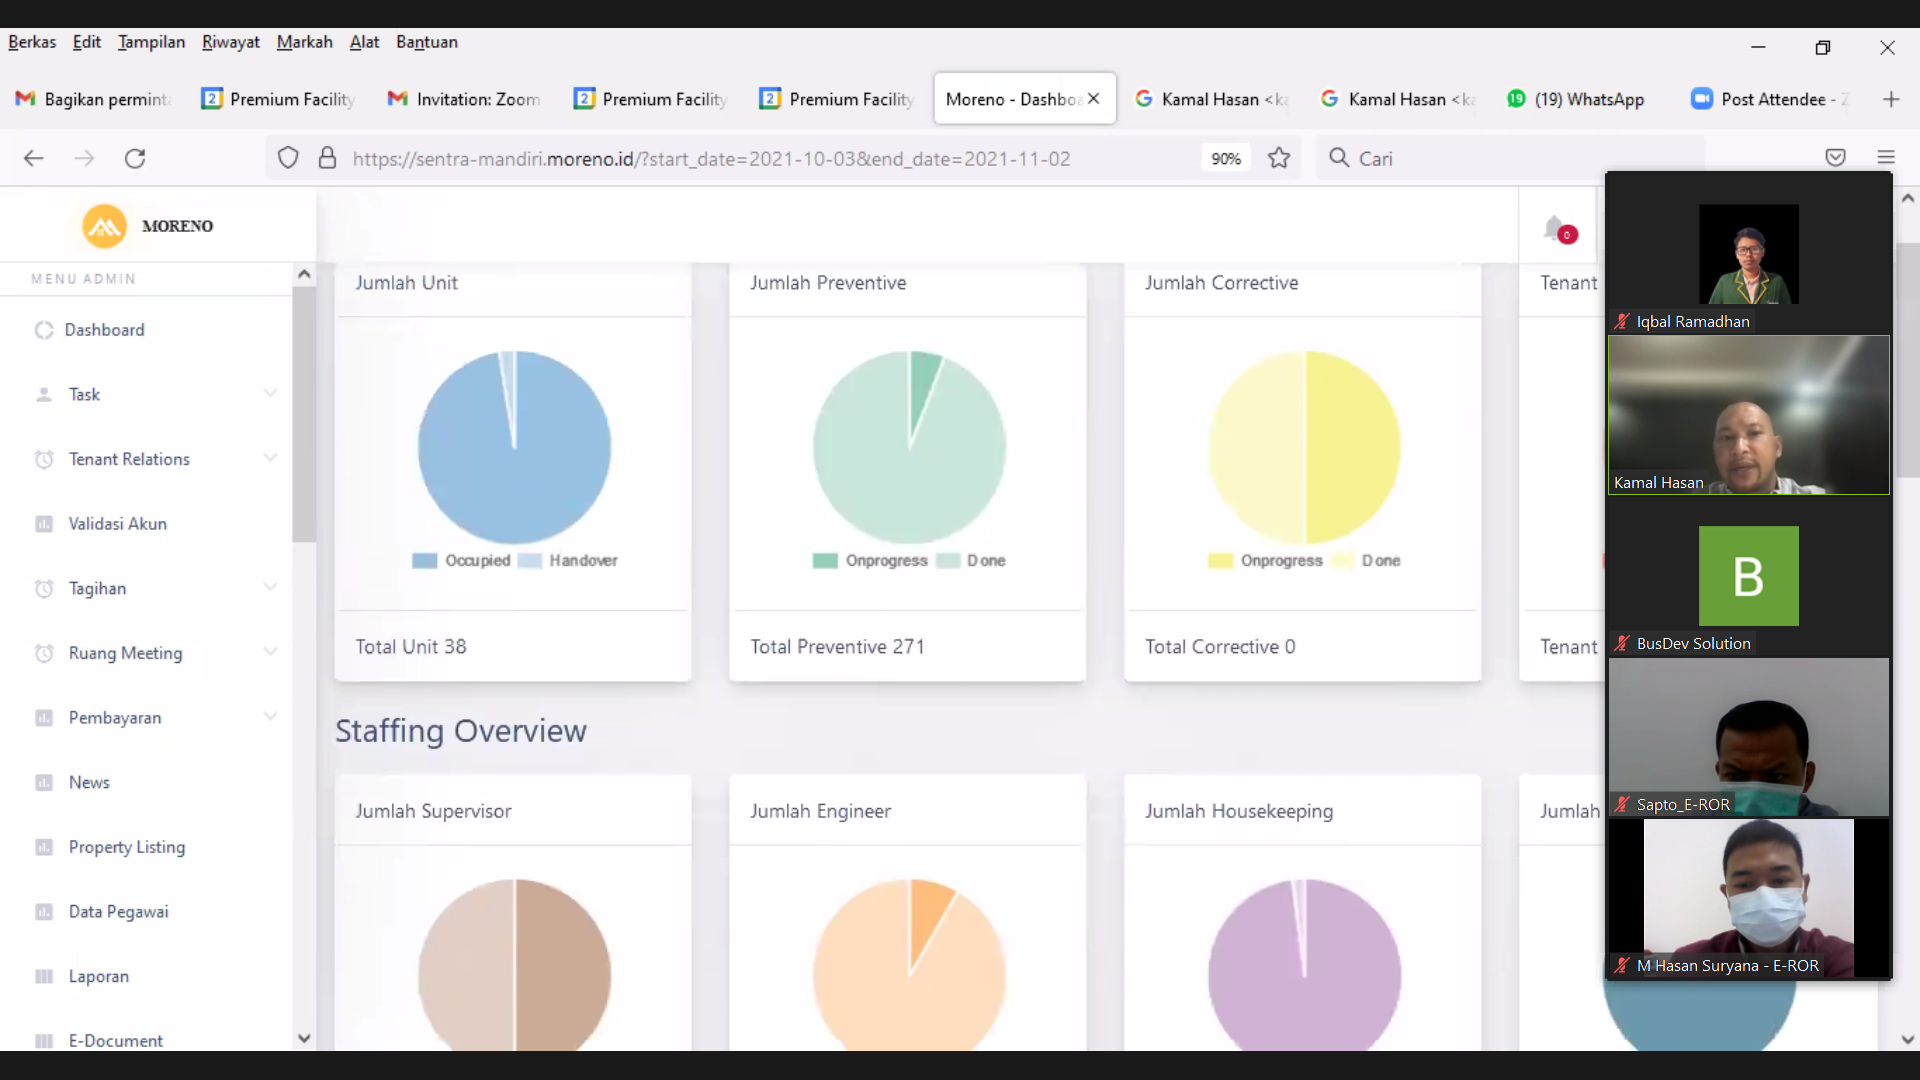 Berkas Edit Tampilan Riwayat Markah Alat Bantuan
Bagikan permint
2 Premium Facility
Invitation: Zoom
2 Premium Facility
2 Premium Facility
Moreno - Dashbo
Kamal Hasan <k
Kamal Hasan <k
19 (19) WhatsApp
Post Attendee - Z
https://sentra-mandiri.moreno.id/?start_date=2021-10-03&end_date=2021-11-02
90%
Cari
MORENO
0
MENU ADMIN
Dashboard
Task
Tenant Relations
Validasi Akun
Tagihan
Ruang Meeting
Pembayaran
News
Property Listing
Data Pegawai
Laporan
E-Document
Jumlah Unit
Occupied Handover
Total Unit 38
Jumlah Preventive
Onprogress Done
Total Preventive 271
Jumlah Corrective
Onprogress Done
Total Corrective 0
Tenant
Tenant
Staffing Overview
Jumlah Supervisor
Jumlah Engineer
Jumlah Housekeeping
Jumlah
Iqbal Ramadhan
Kamal Hasan
B
BusDev Solution
Sapto_E-ROR
M Hasan Suryana - E-ROR